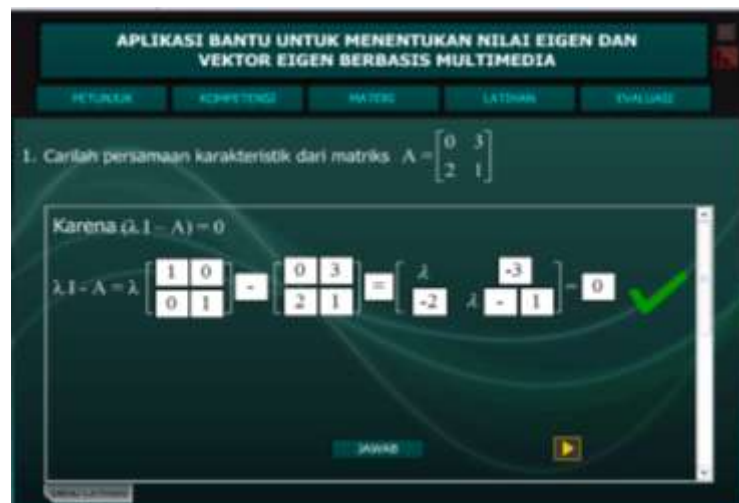 APLIKASI BANTU UNTUK MENENTUKAN NILAI EIGEN DAN
VEKTOR EIGEN BERBASIS MULTIMEDIA
PETUNJUK KOMPETENSI MATERI LATIHAN EVALUASI
1. Carilah persamaan karakteristik dari matriks A = [0 3
2 1]
Karena (λ I - A) = 0
λ I - A = λ [1 0 - [0 3 = [λ -3 = 0
0 1] 2 1] -2 λ - 1]
JAWAB